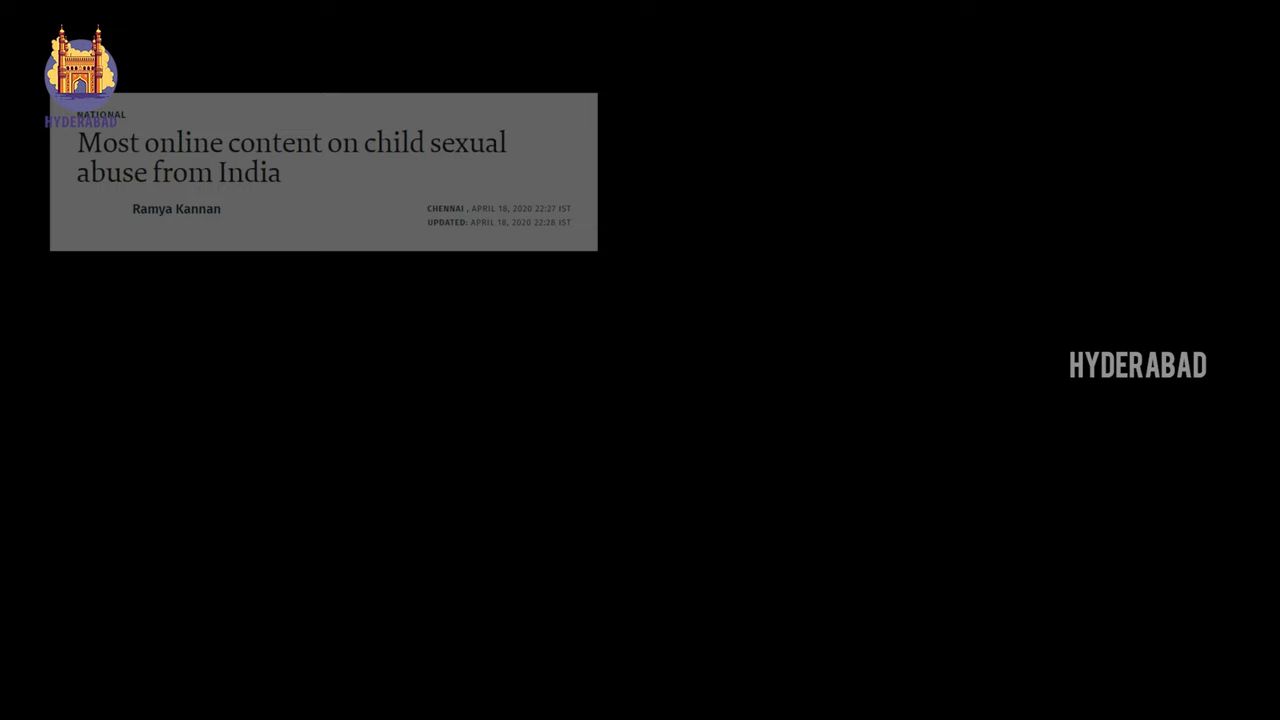 NATIONAL
HYDERABAD
Most online content on child sexual
abuse from India
Ramya Kannan
CHENNAI , APRIL 18, 2020 22:27 IST
UPDATED: APRIL 18, 2020 22:28 IST
HYDERABAD